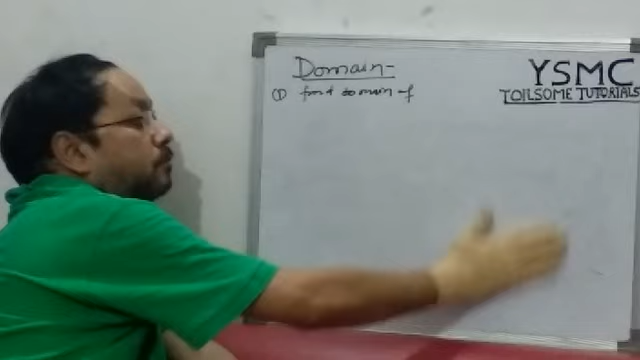 Domain-
YSMC
TOILSOME TUTORIALS
① find domain of